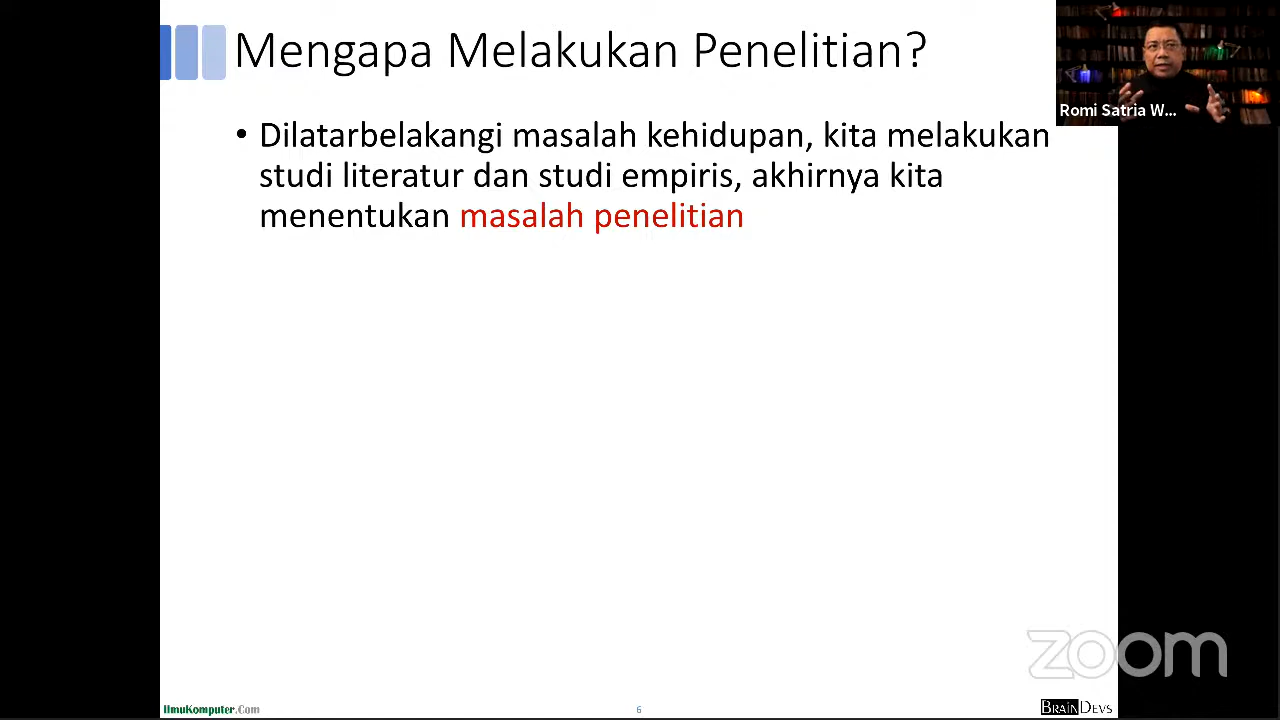 Mengapa Melakukan Penelitian?
Romi Satria W...
• Dilatarbelakangi masalah kehidupan, kita melakukan
studi literatur dan studi empiris, akhirnya kita
menentukan masalah penelitian
zoom
IlmuKomputer.Com
6
BRAINDEVS